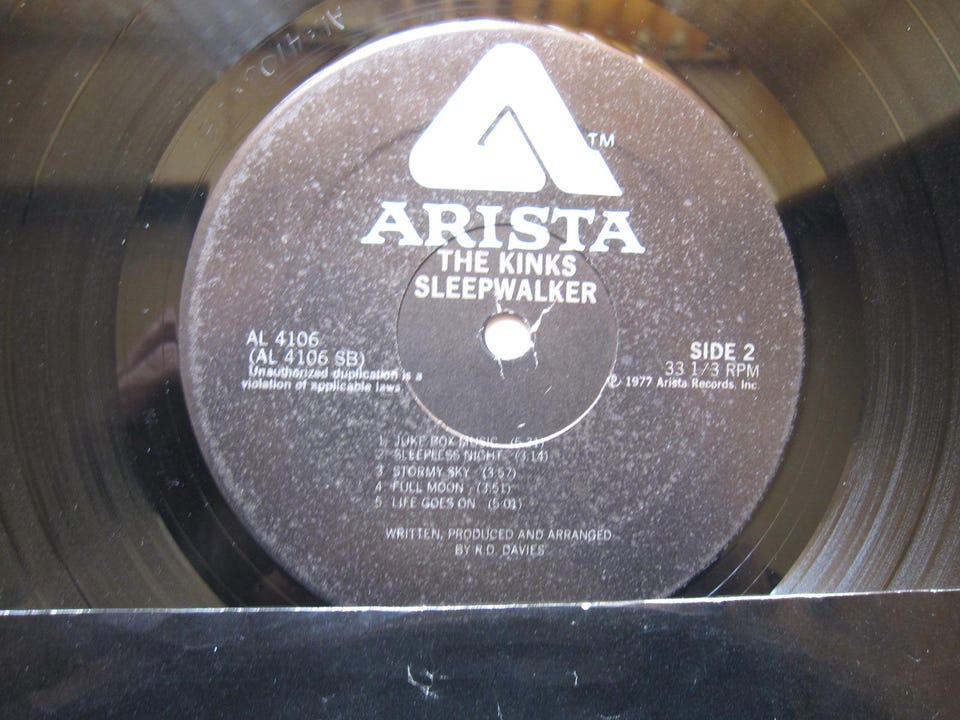 TM
ARISTA
THE KINKS
SLEEPWALKER
AL 4106
(AL 4106 SB)
Unauthorized duplication is a
violation of applicable laws.
SIDE 2
33 1/3 RPM
℗ 1977 Arista Records, Inc.
1 JUKE BOX MUSIC (5:31)
2 SLEEPLESS NIGHT (3:14)
3 STORMY SKY (3:57)
4 FULL MOON (3:51)
5 LIFE GOES ON (5:01)
WRITTEN, PRODUCED AND ARRANGED
BY R.D. DAVIES